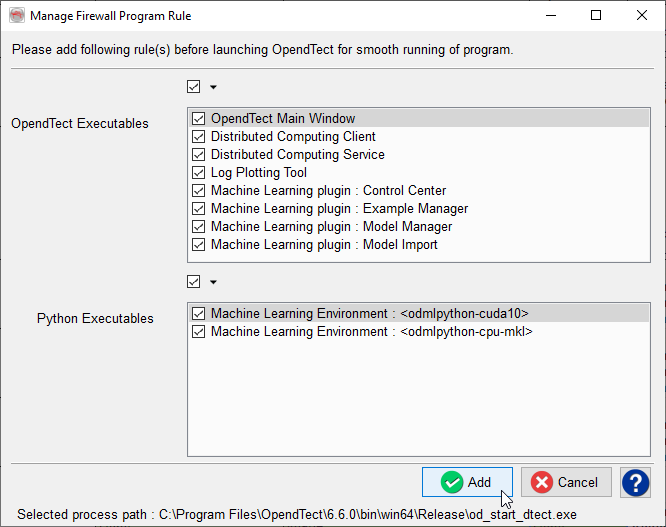 Manage Firewall Program Rule
Please add following rule(s) before launching OpendTect for smooth running of program.
OpendTect Executables
OpendTect Main Window
Distributed Computing Client
Distributed Computing Service
Log Plotting Tool
Machine Learning plugin : Control Center
Machine Learning plugin : Example Manager
Machine Learning plugin : Model Manager
Machine Learning plugin : Model Import
Python Executables
Machine Learning Environment : <odmlpython-cuda10>
Machine Learning Environment : <odmlpython-cpu-mkl>
Add
Cancel
?
Selected process path : C:\Program Files\OpendTect\6.6.0\bin\win64\Release\od_start_dtect.exe